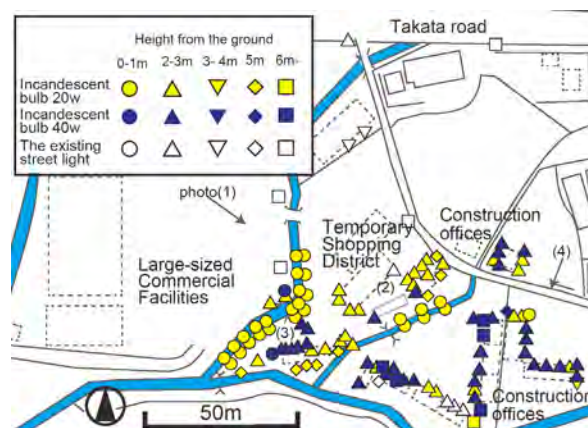 Takata road
Height from the ground
0-1m 2-3m 3- 4m 5m 6m-
Incandescent
bulb 20w
Incandescent
bulb 40w
The existing
street light
photo(1)
Temporary
Shopping
District
Construction
offices
(4)
Large-sized
Commercial
Facilities
(2)
(3)
50m
Construction
offices